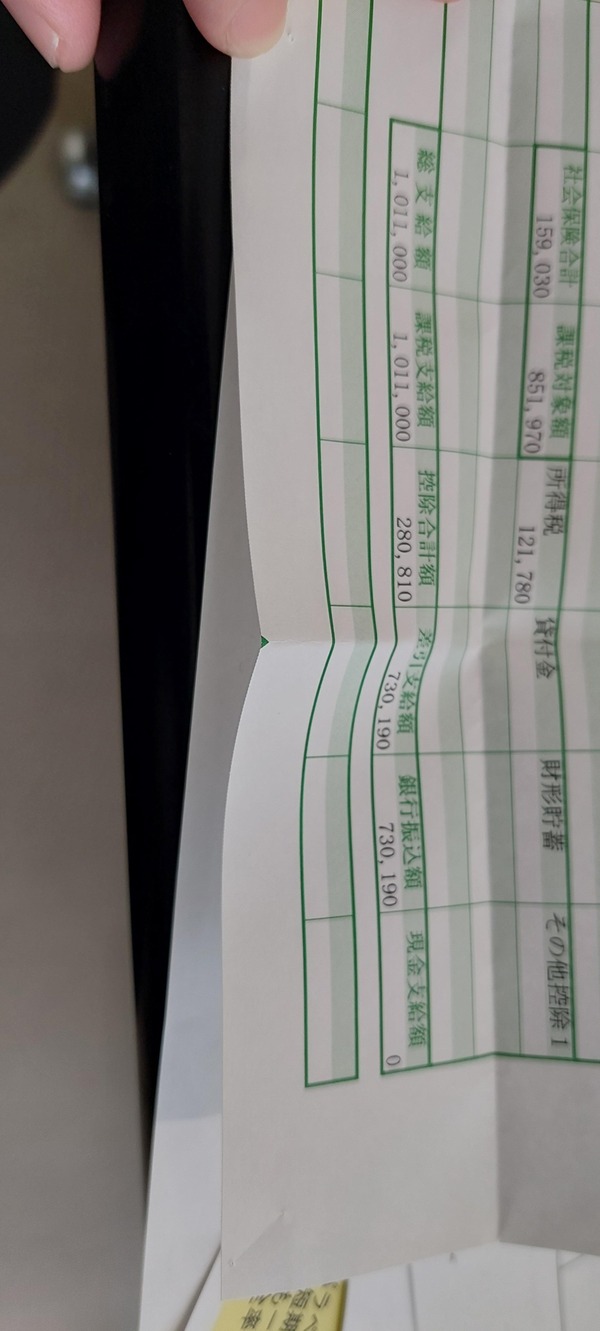 社会保険合計 課税対象額 所得税 貸付金 財形貯蓄 その他控除1
159,030 851,970 121,780
総支給額 課税支給額 控除合計額 差引支給額 銀行振込額 現金支給額
1,011,000 1,011,000 280,810 730,190 730,190 0